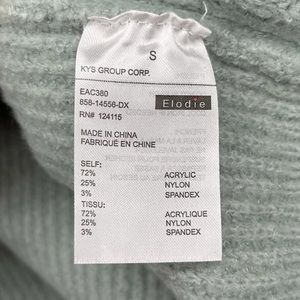 S
KYS GROUP CORP.
EAC380
858-14556-DX
Elodie
RN# 124115
MADE IN CHINA
FABRIQUÉ EN CHINE
SELF:
72% ACRYLIC
25% NYLON
3% SPANDEX
TISSU:
72% ACRYLIQUE
25% NYLON
3% SPANDEX